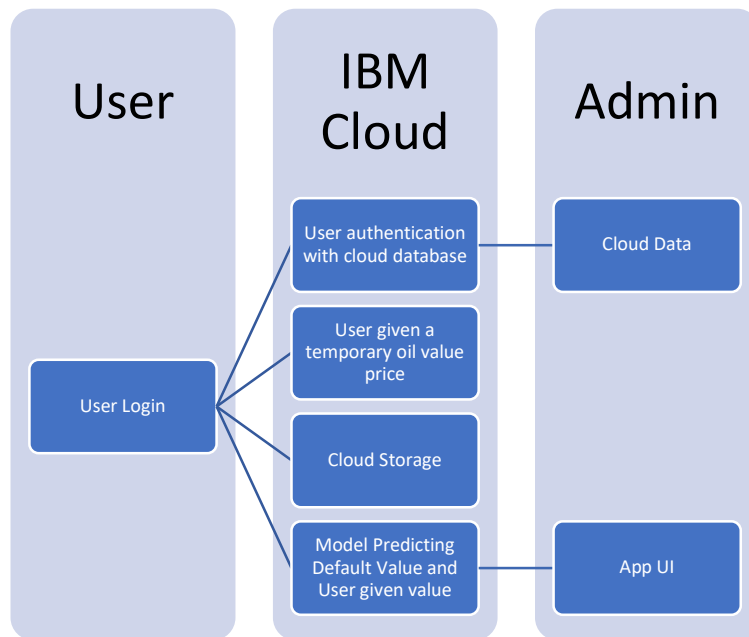 User
IBM
Cloud
Admin
User authentication
with cloud database
Cloud Data
User given a
temporary oil value
price
User Login
Cloud Storage
Model Predicting
Default Value and
User given value
App UI